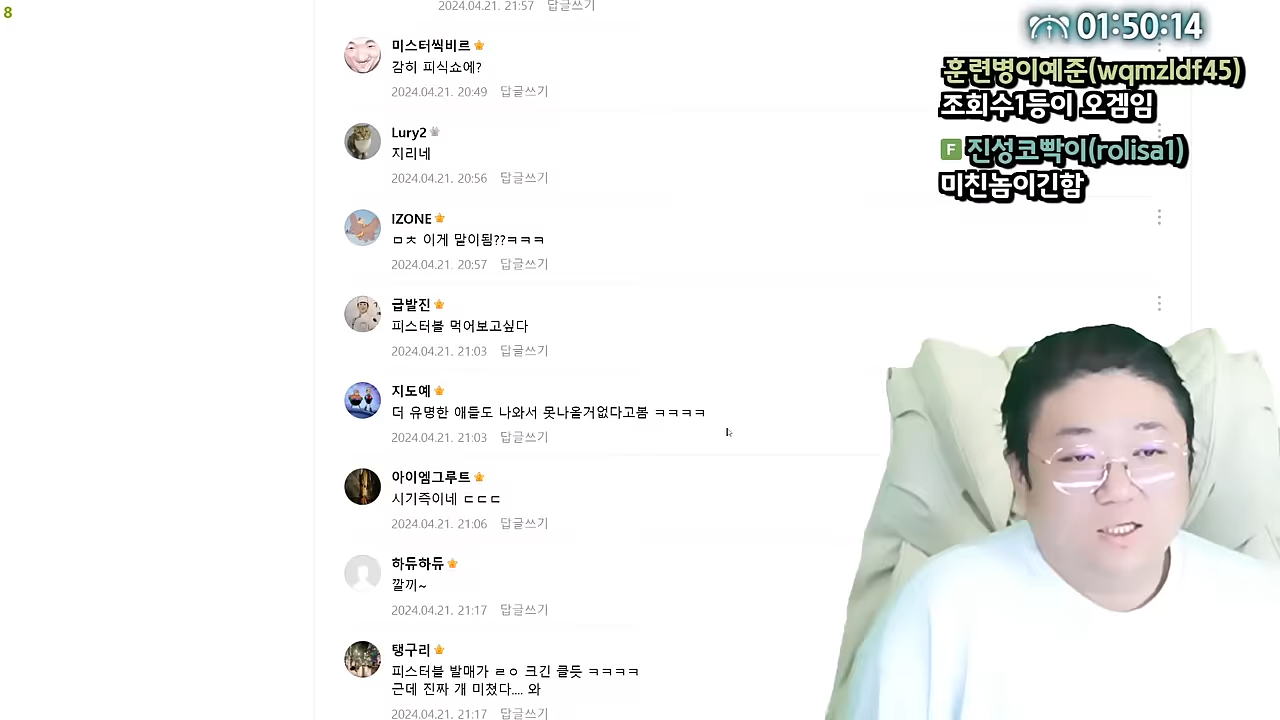 8
2024.04.21. 21:57 답글쓰기
01:50:14
훈련병이예준(wqmzldf45)
조회수1등이 오겜임
F 진성코빡이(rolisa1)
미친놈이긴함
미스터씩비르
감히 피식쇼에?
2024.04.21. 20:49 답글쓰기
Lury2
지리네
2024.04.21. 20:56 답글쓰기
IZONE
ㅁㅊ 이게 말이됨??ㅋㅋㅋ
2024.04.21. 20:57 답글쓰기
급발진
피스터블 먹어보고싶다
2024.04.21. 21:03 답글쓰기
지도예
더 유명한 애들도 나와서 못나올거없다고봄 ㅋㅋㅋㅋ
2024.04.21. 21:03 답글쓰기
아이엠그루트
시기즉이네 ㄷㄷㄷ
2024.04.21. 21:06 답글쓰기
하듀하듀
깔끼~
2024.04.21. 21:17 답글쓰기
탱구리
피스터블 발매가 ㄹㅇ 크긴 클듯 ㅋㅋㅋㅋ
근데 진짜 개 미쳤다.... 와
2024.04.21. 21:17 답글쓰기